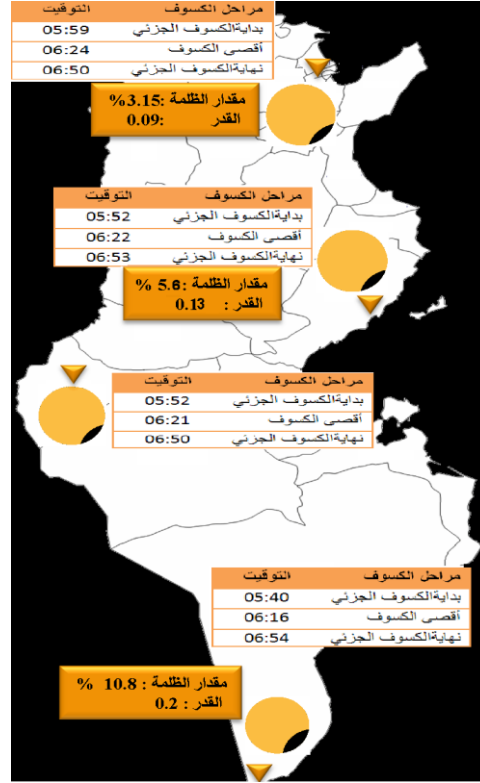 مراحل الكسوف التوقيت
بدايةالكسوف الجزئي 05:59
أقصى الكسوف 06:24
نهايةالكسوف الجزئي 06:50
مقدار الظلمة :3.15%
القدر :0.09
مراحل الكسوف التوقيت
بدايةالكسوف الجزئي 05:52
أقصى الكسوف 06:22
نهايةالكسوف الجزئي 06:53
مقدار الظلمة :5.6 %
القدر : 0.13
مراحل الكسوف التوقيت
بدايةالكسوف الجزئي 05:52
أقصى الكسوف 06:21
نهايةالكسوف الجزئي 06:50
مراحل الكسوف التوقيت
بدايةالكسوف الجزئي 05:40
أقصى الكسوف 06:16
نهايةالكسوف الجزئي 06:54
مقدار الظلمة : 10.8 %
القدر : 0.2